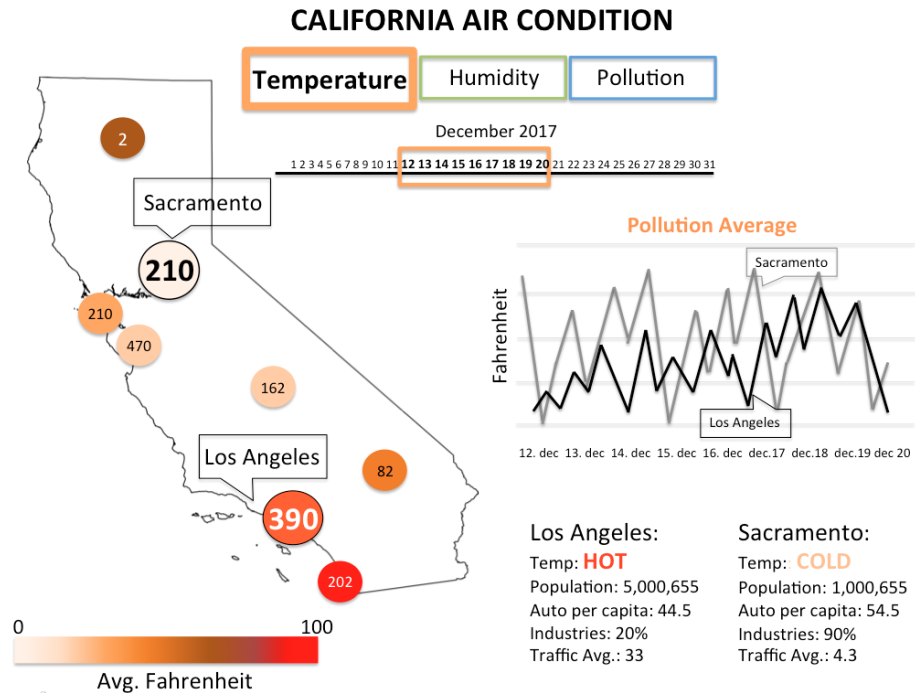 CALIFORNIA AIR CONDITION
Temperature
Humidity
Pollution
December 2017
1 2 3 4 5 6 7 8 9 10 11 12 13 14 15 16 17 18 19 20 21 22 23 24 25 26 27 28 29 30 31
2
Sacramento
210
210
470
162
Los Angeles
82
390
202
0 100
Avg. Fahrenheit
Pollution Average
Sacramento
Fahrenheit
Los Angeles
12. dec 13. dec 14. dec 15. dec 16. dec.17 dec.18 dec.19 dec 20
Los Angeles:
Temp: HOT
Population: 5,000,655
Auto per capita: 44.5
Industries: 20%
Traffic Avg.: 33
Sacramento:
Temp: COLD
Population: 1,000,655
Auto per capita: 54.5
Industries: 90%
Traffic Avg.: 4.3